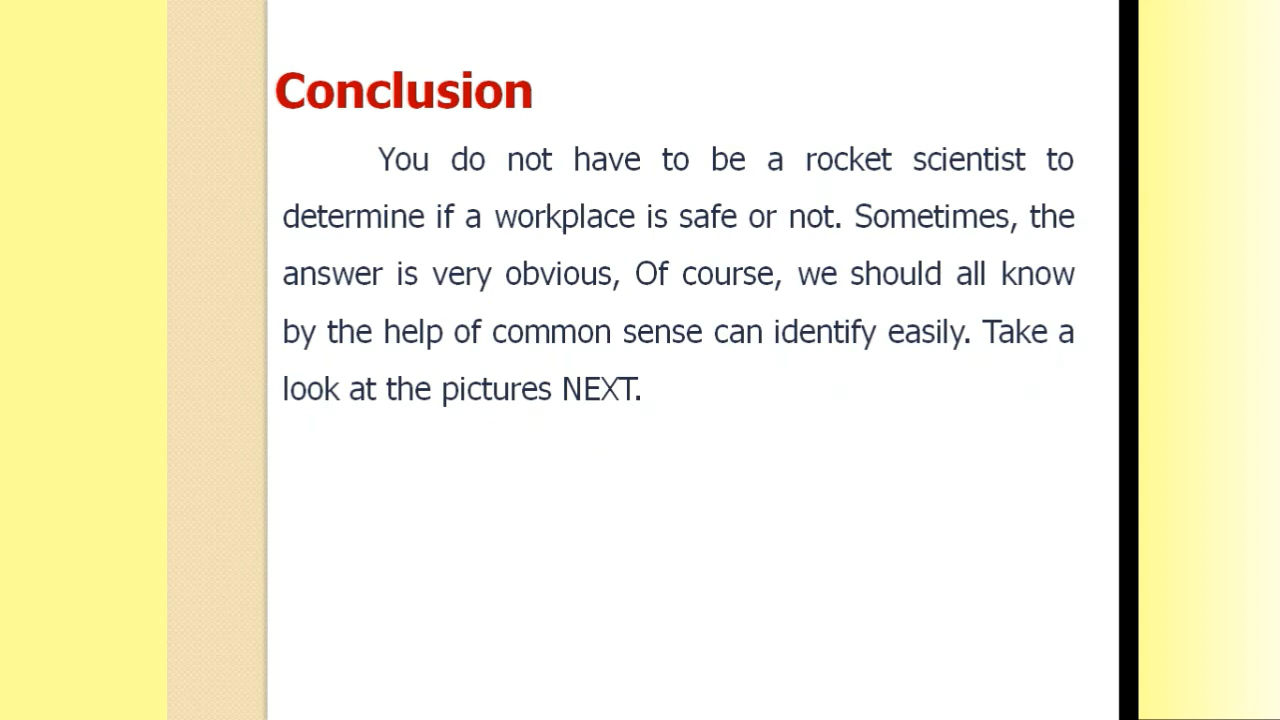 Conclusion
You do not have to be a rocket scientist to
determine if a workplace is safe or not. Sometimes, the
answer is very obvious, Of course, we should all know
by the help of common sense can identify easily. Take a
look at the pictures NEXT.